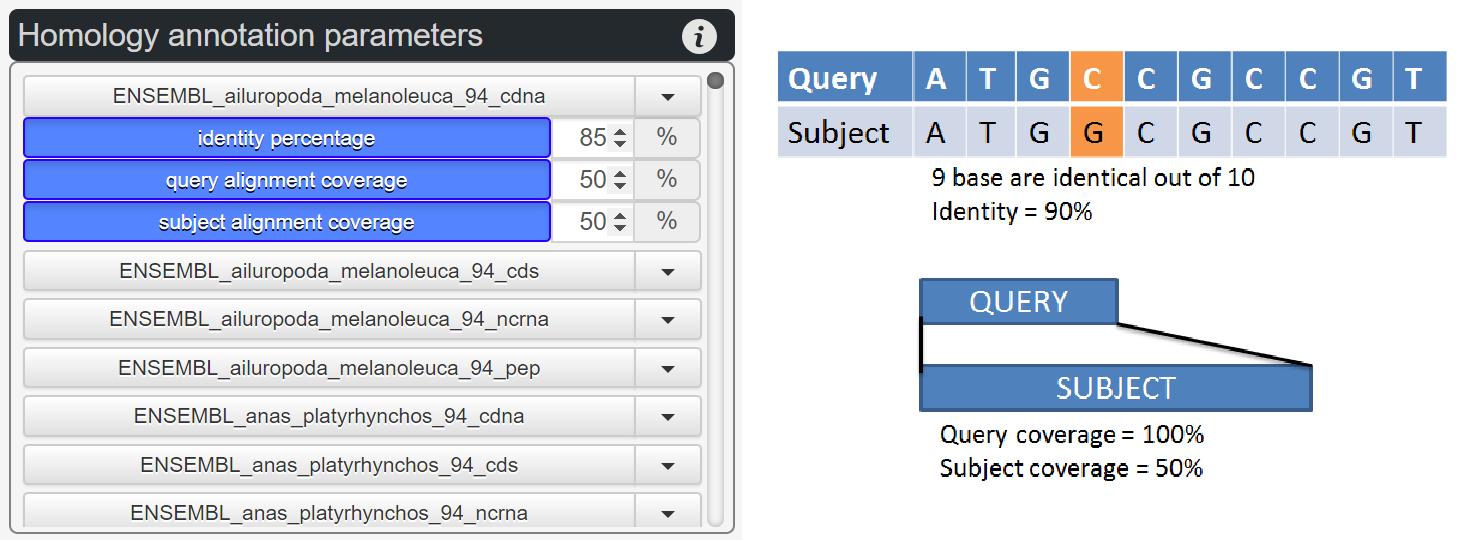 Homology annotation parameters i
ENSEMBL_ailuropoda_melanoleuca_94_cdna
identity percentage 85 %
query alignment coverage 50 %
subject alignment coverage 50 %
ENSEMBL_ailuropoda_melanoleuca_94_cds
ENSEMBL_ailuropoda_melanoleuca_94_ncrna
ENSEMBL_ailuropoda_melanoleuca_94_pep
ENSEMBL_anas_platyrhynchos_94_cdna
ENSEMBL_anas_platyrhynchos_94_cds
ENSEMBL_anas_platyrhynchos_94_ncrna
Query A T G C C G C C G T
Subject A T G G C G C C G T
9 base are identical out of 10
Identity = 90%
QUERY
SUBJECT
Query coverage = 100%
Subject coverage = 50%